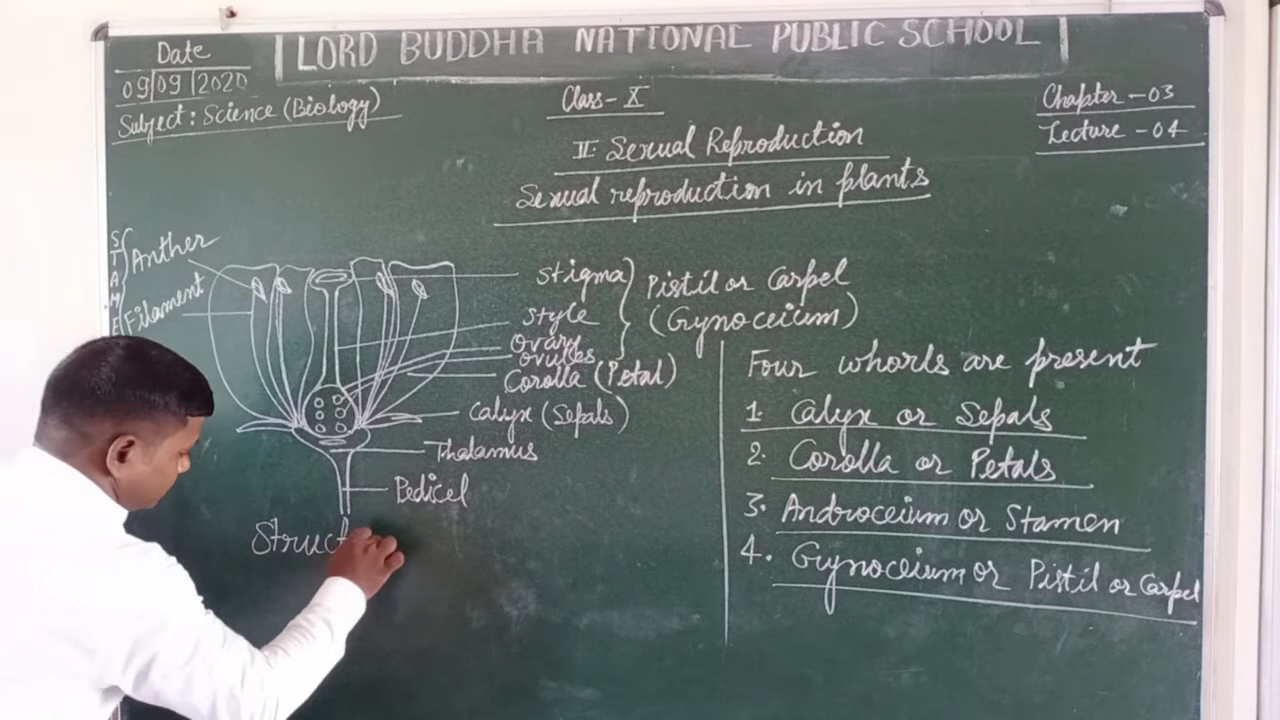 Date
09/09/2020
LORD BUDDHA NATIONAL PUBLIC SCHOOL
Subject: Science (Biology)
Class - X
Chapter - 03
Lecture - 04
II. Sexual Reproduction
Sexual reproduction in plants
STAME
Anther
Filament
Stigma
Style
Ovary
Ovules
Pistil or Carpel
(Gynoceium)
Corolla (Petal)
Calyx (Sepals)
Thalamus
Pedicel
Struct
Four whorls are present
1. Calyx or Sepals
2. Corolla or Petals
3. Androceium or Stamen
4. Gynoceium or Pistil or Carpel